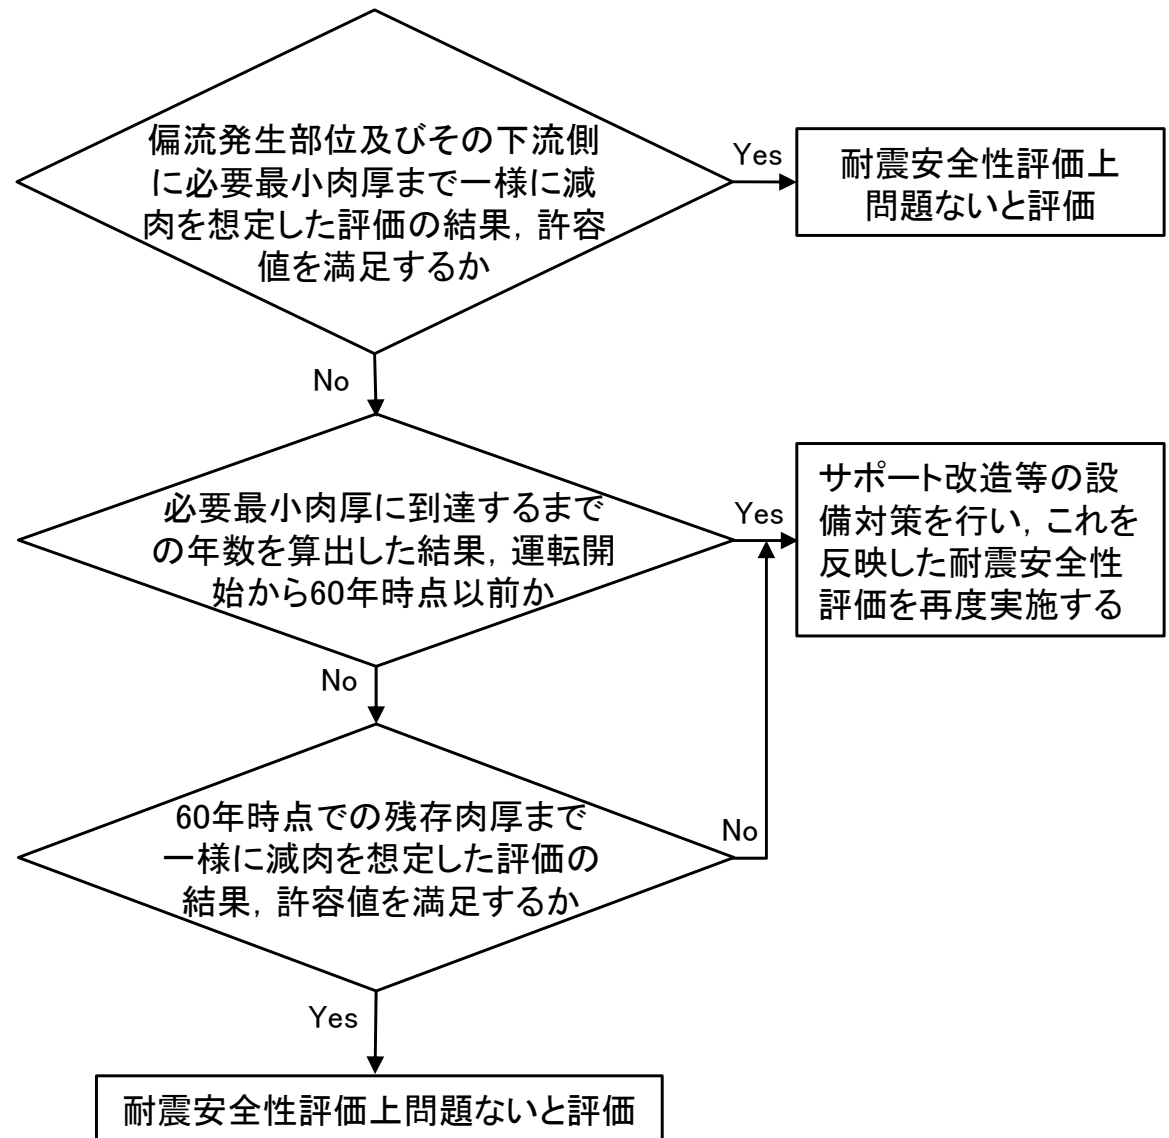 偏流発生部位及びその下流側
に必要最小肉厚まで一様に減
肉を想定した評価の結果，許容
値を満足するか
Yes
耐震安全性評価上
問題ないと評価
No
必要最小肉厚に到達するまで
の年数を算出した結果，運転開
始から60年時点以前か
Yes
サポート改造等の設
備対策を行い，これを
反映した耐震安全性
評価を再度実施する
No
60年時点での残存肉厚まで
一様に減肉を想定した評価の
結果，許容値を満足するか
No
Yes
耐震安全性評価上問題ないと評価